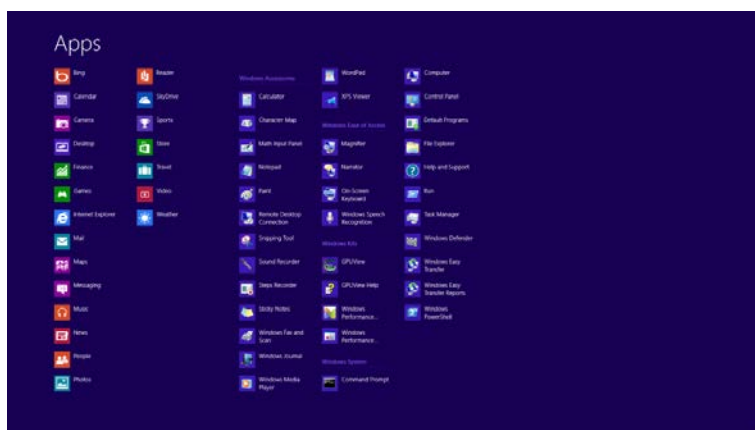 Apps
Bing
Calendar
Camera
Desktop
Finance
Games
Internet Explorer
Mail
Maps
Messaging
Music
News
People
Photos
Reader
SkyDrive
Sports
Store
Travel
Video
Weather
Windows Accessories
Calculator
Character Map
Math Input Panel
Notepad
Paint
Remote Desktop
Connection
Snipping Tool
Sound Recorder
Steps Recorder
Sticky Notes
Windows Fax and
Scan
Windows Journal
Windows Media
Player
WordPad
XPS Viewer
Windows Ease of Access
Magnifier
Narrator
On-Screen
Keyboard
Windows Speech
Recognition
Windows Kits
GPUView
GPUView Help
Windows
Performance...
Windows
Performance...
Windows System
Command Prompt
Computer
Control Panel
Default Programs
File Explorer
Help and Support
Run
Task Manager
Windows Defender
Windows Easy
Transfer
Windows Easy
Transfer Reports
Windows
PowerShell